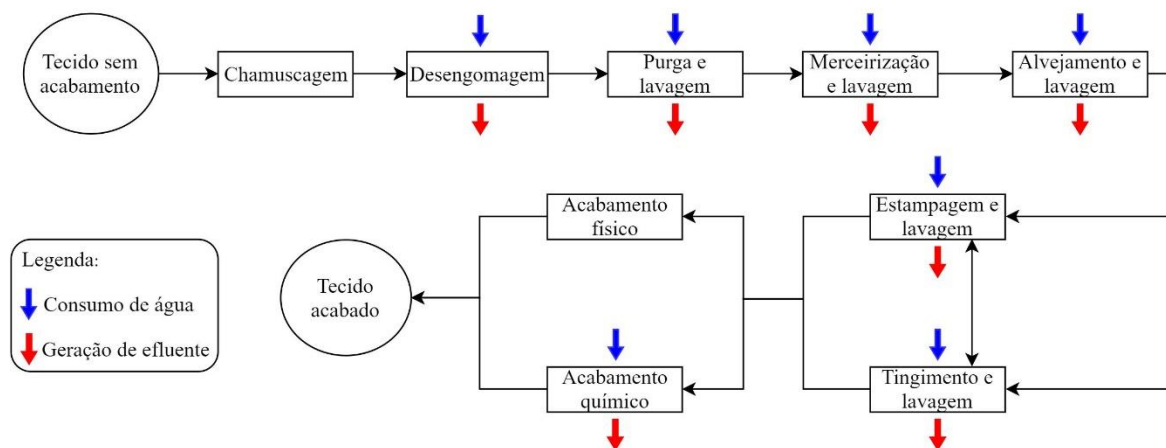 Tecido sem
acabamento
Chamuscagem
Desengomagem
Purga e
lavagem
Merceirização
e lavagem
Alvejamento e
lavagem
Estampagem e
lavagem
Acabamento
físico
Legenda:
Consumo de água
Geração de efluente
Tecido
acabado
Acabamento
químico
Tingimento e
lavagem